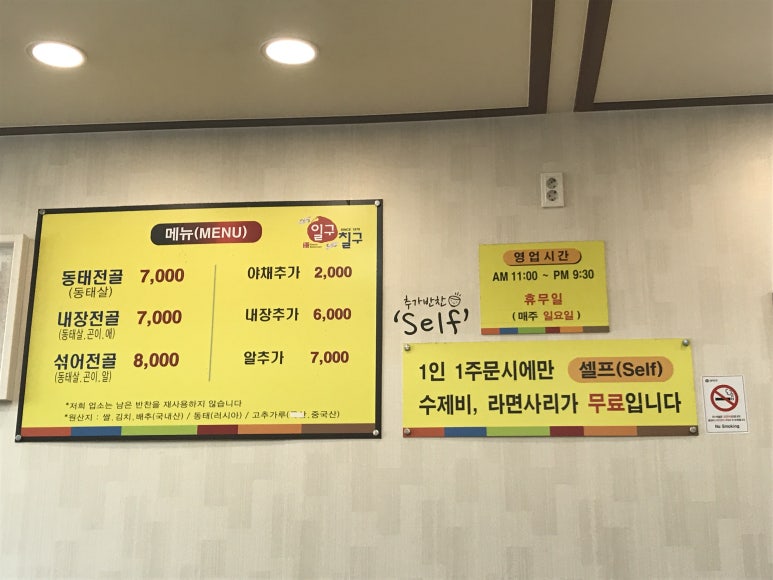 메뉴(MENU)
일구
칠구
SINCE 1979
동태전골 7,000
(동태살)
내장전골 7,000
(동태살.곤이.애)
섞어전골 8,000
(동태살.곤이.알)
야채추가 2,000
내장추가 6,000
알추가 7,000
*저희 업소는 남은 반찬을 재사용하지 않습니다
*원산지 : 쌀,김치,배추(국내산) / 동태(러시아) / 고추가루( 산,중국산)
영업시간
AM 11:00 ~ PM 9:30
휴무일
( 매주 일요일 )
추가반찬
'Self'
1인 1주문시에만 셀프(Self)
수제비, 라면사리가 무료입니다
No Smoking